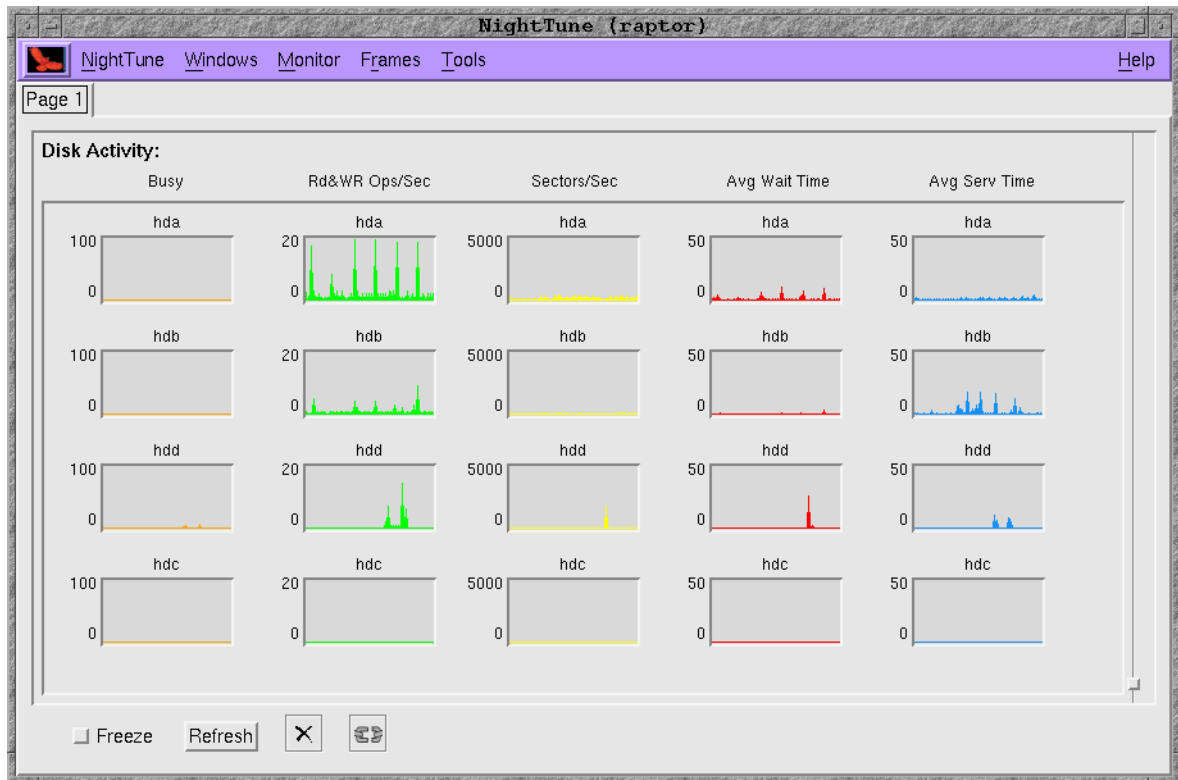 NightTune (raptor)
NightTune Windows Monitor Frames Tools Help
Page 1
Disk Activity:
Busy Rd&WR Ops/Sec Sectors/Sec Avg Wait Time Avg Serv Time
hda hda hda hda hda
100 20 5000 50 50
0 0 0 0 0
hdb hdb hdb hdb hdb
100 20 5000 50 50
0 0 0 0 0
hdd hdd hdd hdd hdd
100 20 5000 50 50
0 0 0 0 0
hdc hdc hdc hdc hdc
100 20 5000 50 50
0 0 0 0 0
Freeze Refresh